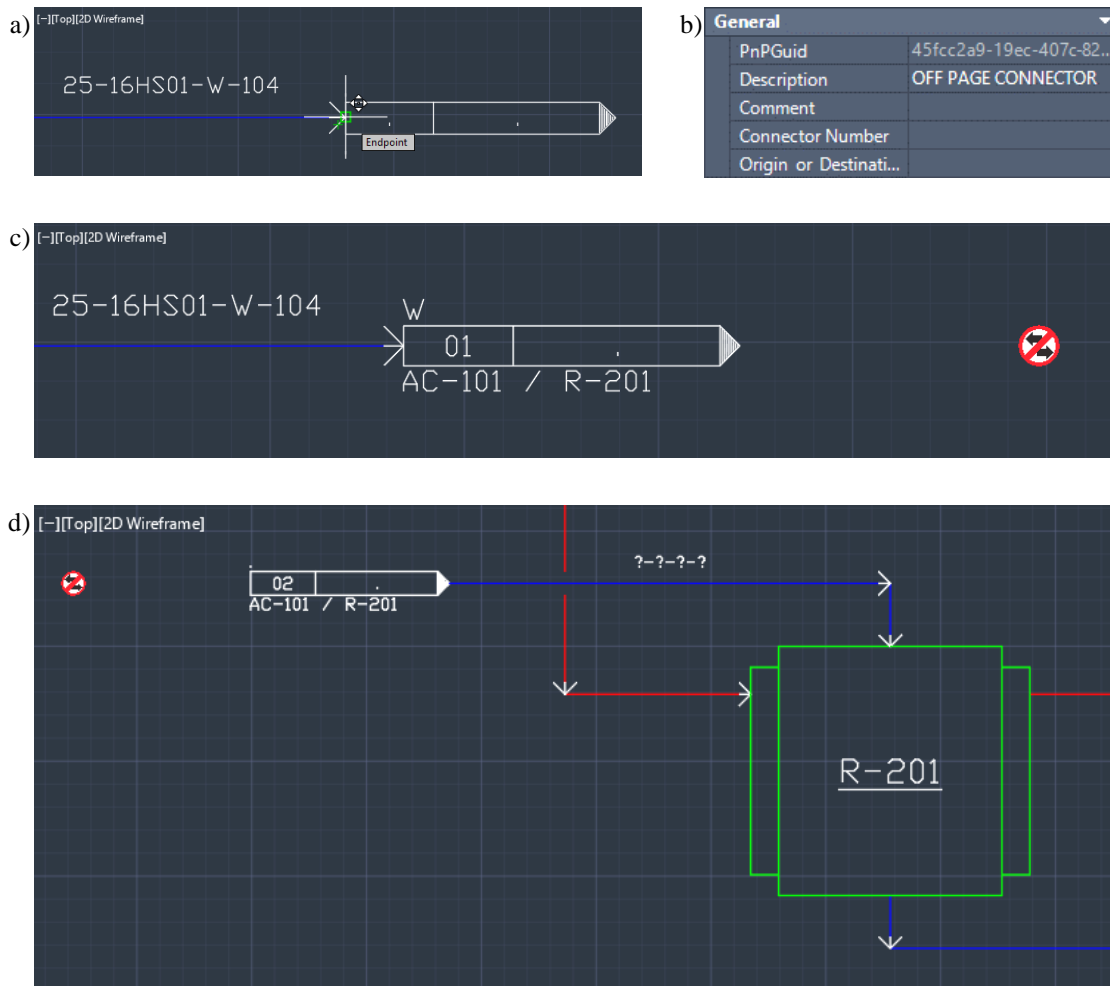 a)
[−][Top][2D Wireframe]
25-16HS01-W-104
Endpoint
b)
General
PnPGuid 45fcc2a9-19ec-407c-82...
Description OFF PAGE CONNECTOR
Comment
Connector Number
Origin or Destinati...
c)
[−][Top][2D Wireframe]
25-16HS01-W-104
W
01
AC-101 / R-201
d)
[−][Top][2D Wireframe]
?-?-?-?
02
AC-101 / R-201
R-201